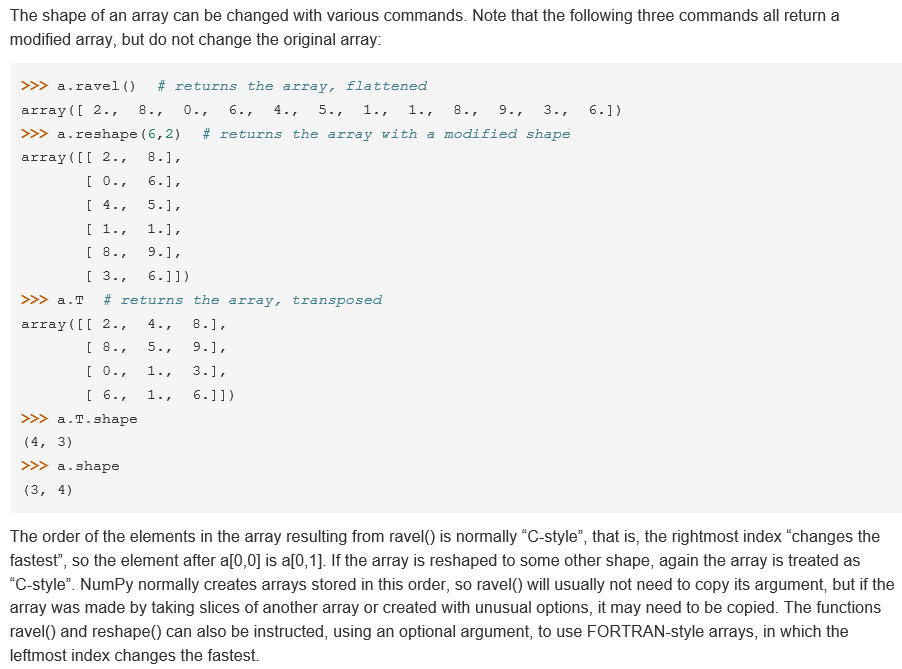 The shape of an array can be changed with various commands. Note that the following three commands all return a
modified array, but do not change the original array:
>>> a.ravel()  # returns the array, flattened
array([ 2.,  8.,  0.,  6.,  4.,  5.,  1.,  1.,  8.,  9.,  3.,  6.])
>>> a.reshape(6,2)  # returns the array with a modified shape
array([[ 2.,  8.],
       [ 0.,  6.],
       [ 4.,  5.],
       [ 1.,  1.],
       [ 8.,  9.],
       [ 3.,  6.]])
>>> a.T  # returns the array, transposed
array([[ 2.,  4.,  8.],
       [ 8.,  5.,  9.],
       [ 0.,  1.,  3.],
       [ 6.,  1.,  6.]])
>>> a.T.shape
(4, 3)
>>> a.shape
(3, 4)
The order of the elements in the array resulting from ravel() is normally “C-style”, that is, the rightmost index “changes the
fastest”, so the element after a[0,0] is a[0,1]. If the array is reshaped to some other shape, again the array is treated as
“C-style”. NumPy normally creates arrays stored in this order, so ravel() will usually not need to copy its argument, but if the
array was made by taking slices of another array or created with unusual options, it may need to be copied. The functions
ravel() and reshape() can also be instructed, using an optional argument, to use FORTRAN-style arrays, in which the
leftmost index changes the fastest.